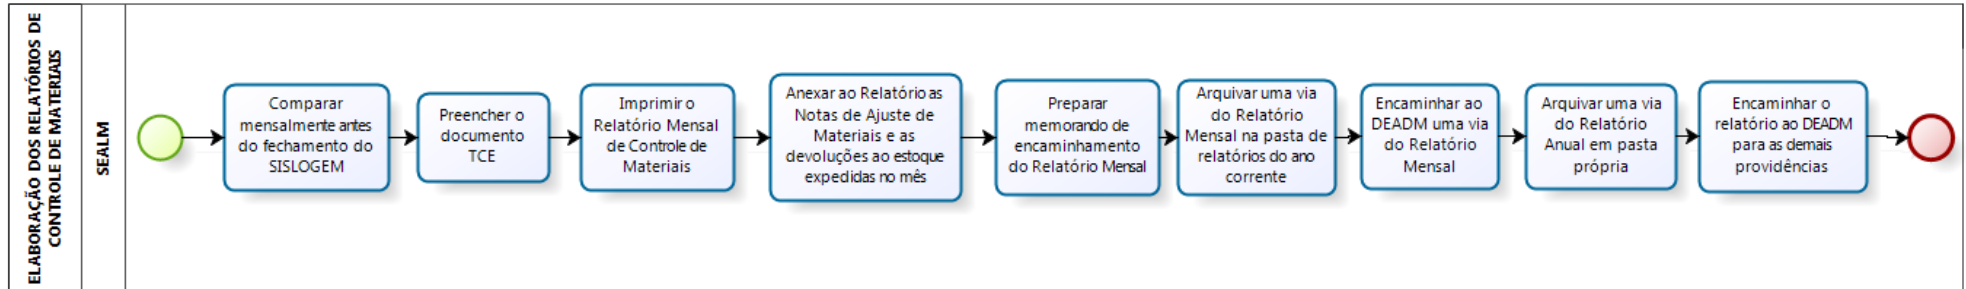 ELABORAÇÃO DOS RELATÓRIOS DE
CONTROLE DE MATERIAIS
SEALM
Comparar
mensalmente antes
do fechamento do
SISLOGEM
Preencher o
documento
TCE
Imprimir o
Relatório Mensal
de Controle de
Materiais
Anexar ao Relatório as
Notas de Ajuste de
Materiais e as
devoluções ao estoque
expedidas no mês
Preparar
memorando de
encaminhamento
do Relatório Mensal
Arquivar uma via
do Relatório
Mensal na pasta de
relatórios do ano
corrente
Encaminhar ao
DEADM uma via
do Relatório
Mensal
Arquivar uma via
do Relatório
Anual em pasta
própria
Encaminhar o
relatório ao DEADM
para as demais
providências